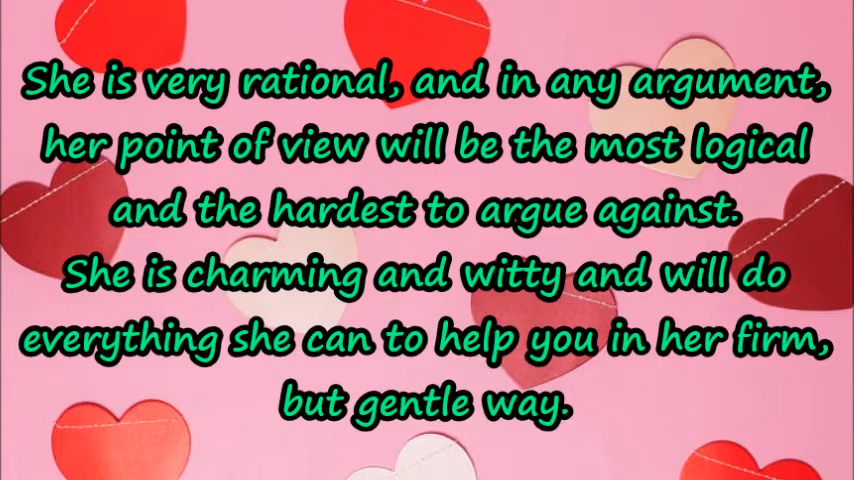 She is very rational, and in any argument,
her point of view will be the most logical
and the hardest to argue against.
She is charming and witty and will do
everything she can to help you in her firm,
but gentle way.